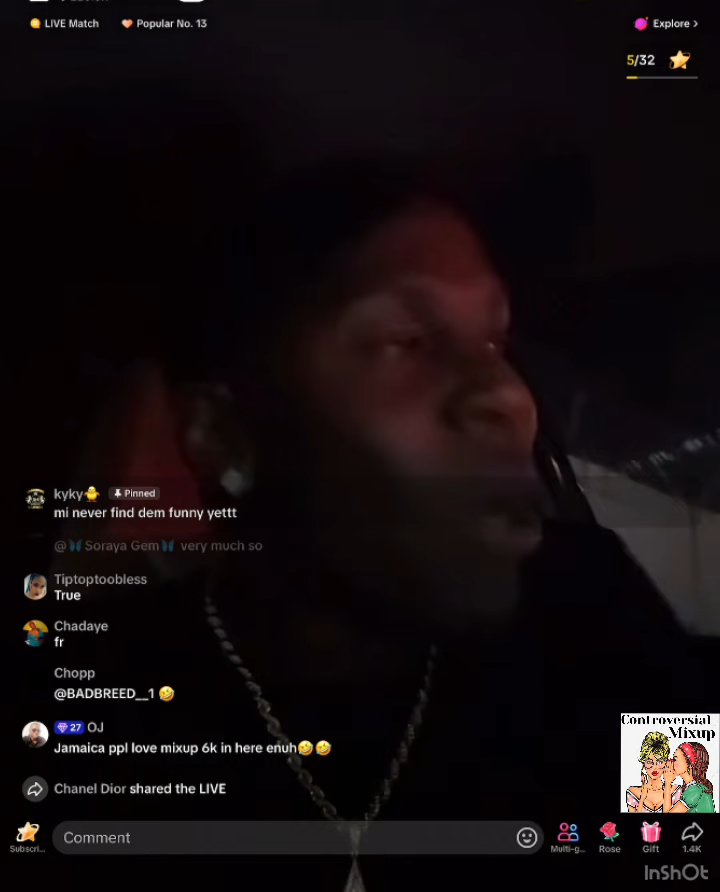 LIVE Match
Popular No. 13
Explore >
5/32
kyky🐥 Pinned
mi never find dem funny yettt
@🦋Soraya Gem🦋 very much so
Tiptoptoobless
True
Chadaye
fr
Chopp
@BADBREED__1 🤣
27 OJ
Jamaica ppl love mixup 6k in here enuh🤣🤣
Chanel Dior shared the LIVE
Controversial
Mixup
Subscri...
Comment
Multi-g...
Rose
Gift
1.4K
InShOt